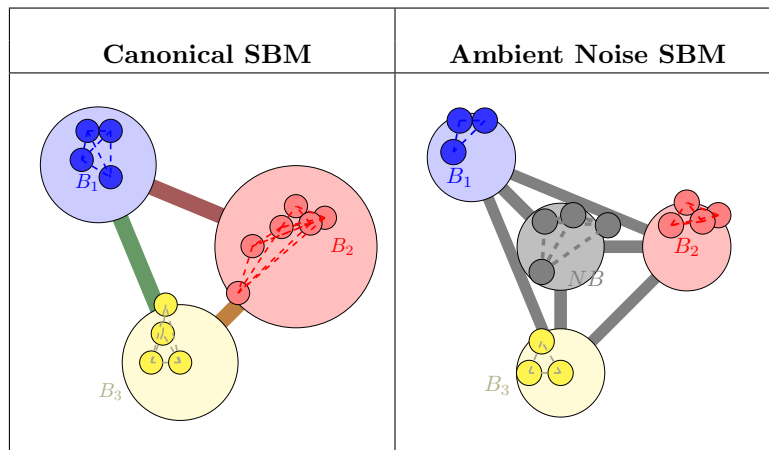 Canonical SBM
Ambient Noise SBM
B₁
B₂
B₃
B₁
B₂
NB
B₃